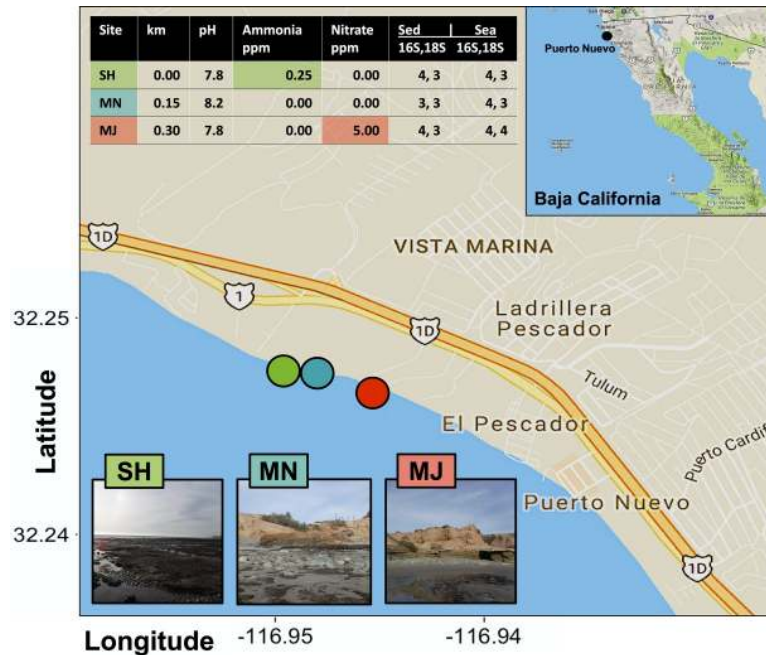 Site km pH Ammonia ppm Nitrate ppm Sed | Sea
16S,18S 16S,18S
SH 0.00 7.8 0.25 0.00 4, 3 4, 3
MN 0.15 8.2 0.00 0.00 3, 3 4, 3
MJ 0.30 7.8 0.00 5.00 4, 3 4, 4
Puerto Nuevo
Baja California
1D
VISTA MARINA
1
Ladrillera
Pescador
1D
32.25
Tulum
El Pescador
Puerto Cardif
Latitude
SH MN MJ
Puerto Nuevo
32.24
1D
Longitude -116.95 -116.94